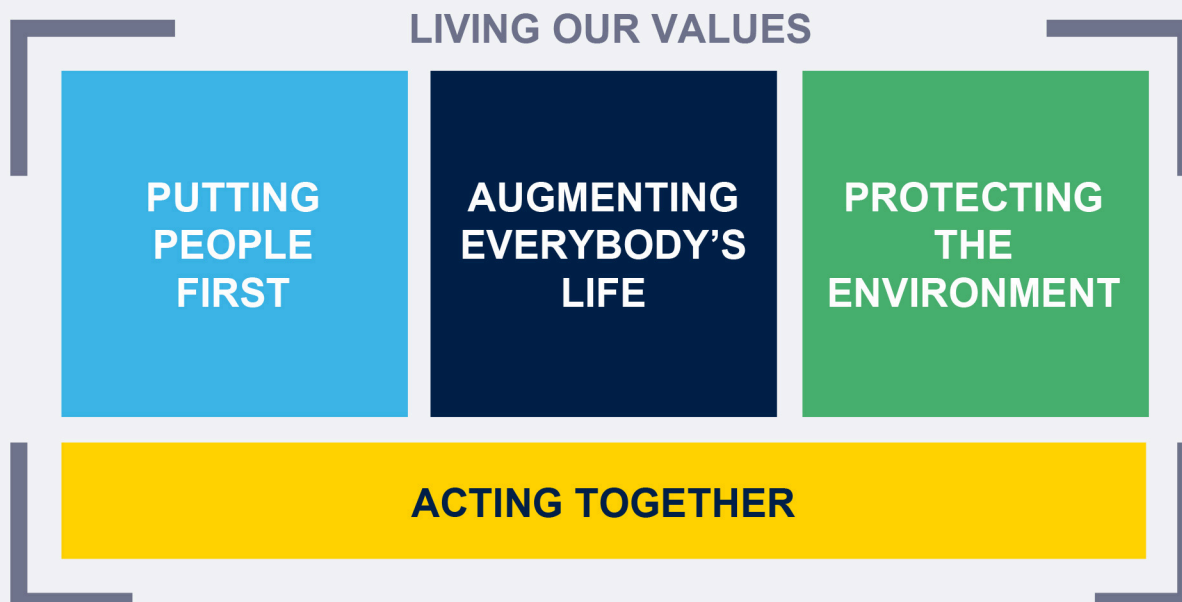 LIVING OUR VALUES
PUTTING
PEOPLE
FIRST
AUGMENTING
EVERYBODY’S
LIFE
PROTECTING
THE
ENVIRONMENT
ACTING TOGETHER